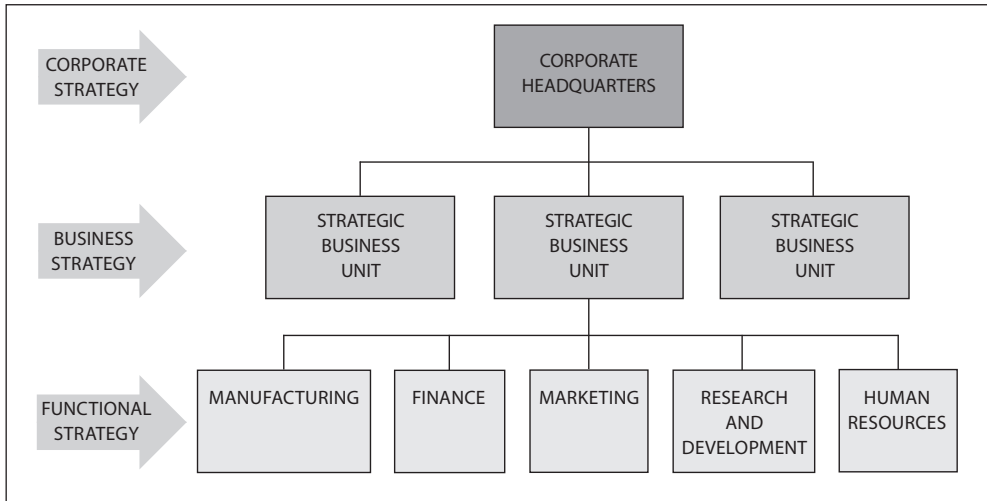 CORPORATE
STRATEGY
CORPORATE
HEADQUARTERS
BUSINESS
STRATEGY
STRATEGIC
BUSINESS
UNIT
STRATEGIC
BUSINESS
UNIT
STRATEGIC
BUSINESS
UNIT
FUNCTIONAL
STRATEGY
MANUFACTURING
FINANCE
MARKETING
RESEARCH
AND
DEVELOPMENT
HUMAN
RESOURCES